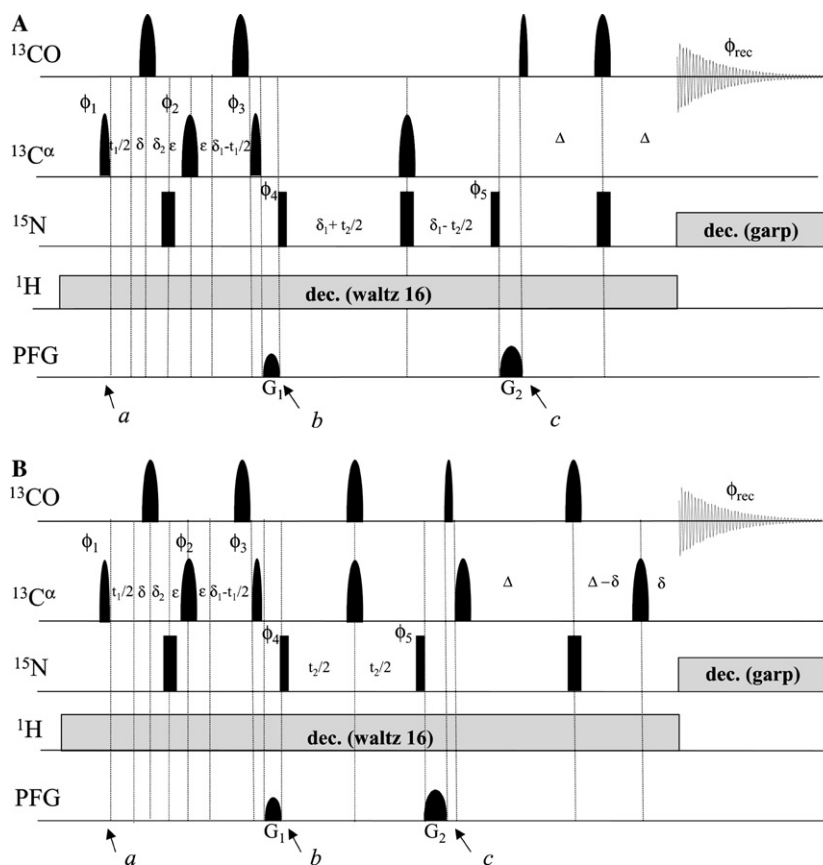 A
¹³CO
ϕrec
ϕ₁ ϕ₂ ϕ₃
¹³Cᵅ
t₁/2 δ δ₂ ε ε δ₁-t₁/2 Δ Δ
ϕ₄ ϕ₅
¹⁵N
δ₁+ t₂/2 δ₁- t₂/2
dec. (garp)
¹H
dec. (waltz 16)
PFG
G₁ G₂
a b c
B
¹³CO
ϕrec
ϕ₁ ϕ₂ ϕ₃
¹³Cᵅ
t₁/2 δ δ₂ ε ε δ₁-t₁/2 Δ Δ-δ δ
ϕ₄ ϕ₅
¹⁵N
t₂/2 t₂/2
dec. (garp)
¹H
dec. (waltz 16)
PFG
G₁ G₂
a b c